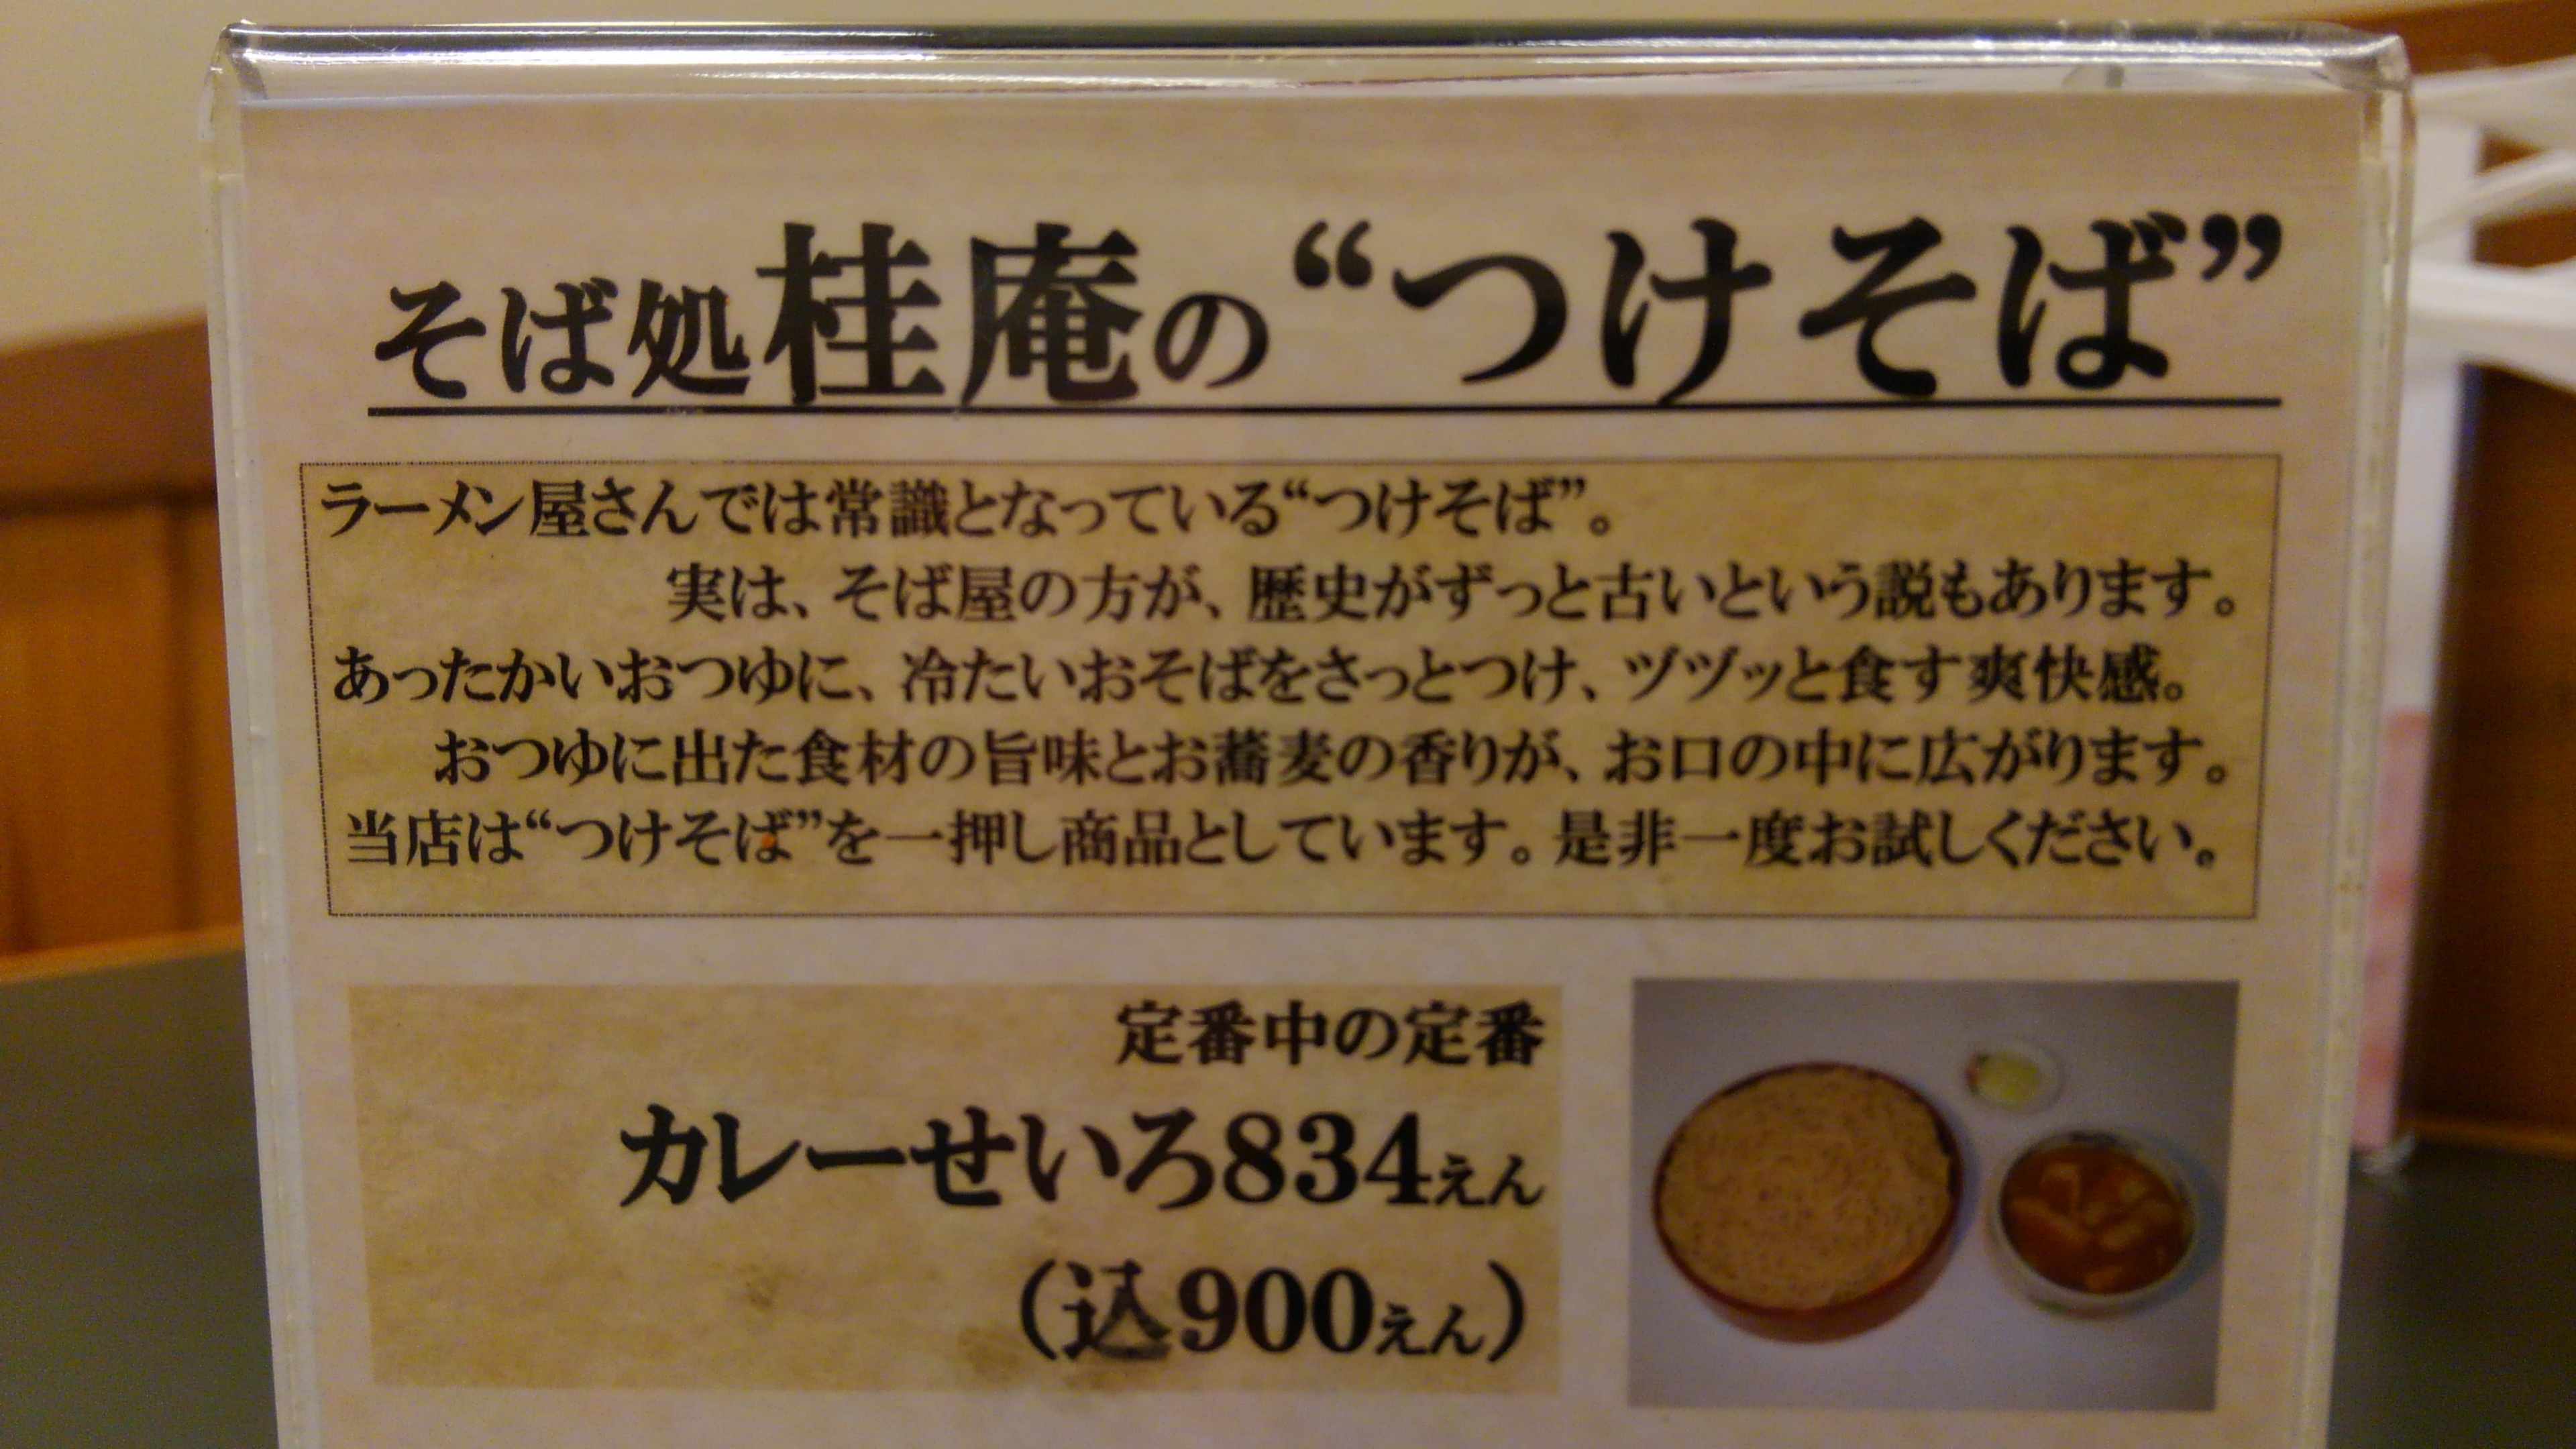 そば処桂庵の“つけそば”
ラーメン屋さんでは常識となっている“つけそば”。
実は、そば屋の方が、歴史がずっと古いという説もあります。
あったかいおつゆに、冷たいおそばをさっとつけ、ヅヅッと食す爽快感。
おつゆに出た食材の旨味とお蕎麦の香りが、お口の中に広がります。
当店は“つけそば”を一押し商品としています。是非一度お試しください。
定番中の定番
カレーせいろ834えん
(込900えん)